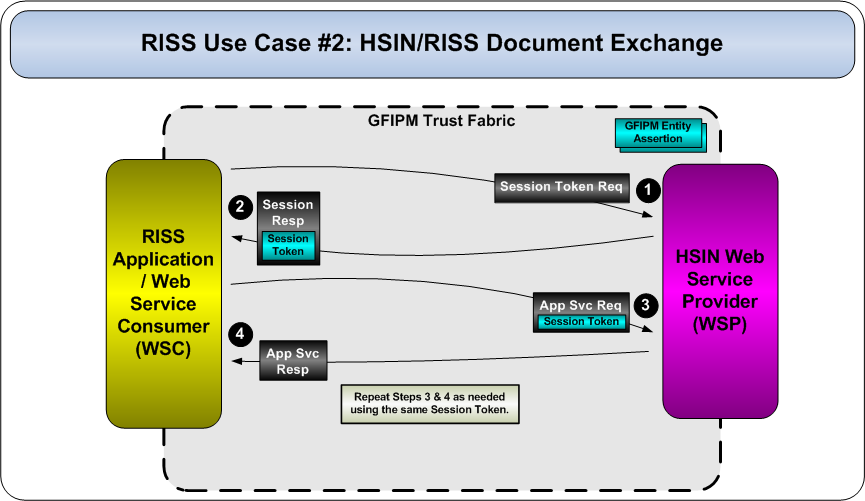 RISS Use Case #2: HSIN/RISS Document Exchange
GFIPM Trust Fabric
GFIPM Entity
Assertion
RISS
Application
/ Web
Service
Consumer
(WSC)
HSIN Web
Service
Provider
(WSP)
Session Token Req
1
2
Session
Resp
Session
Token
App Svc Req
Session Token
3
4
App Svc
Resp
Repeat Steps 3 & 4 as needed
using the same Session Token.